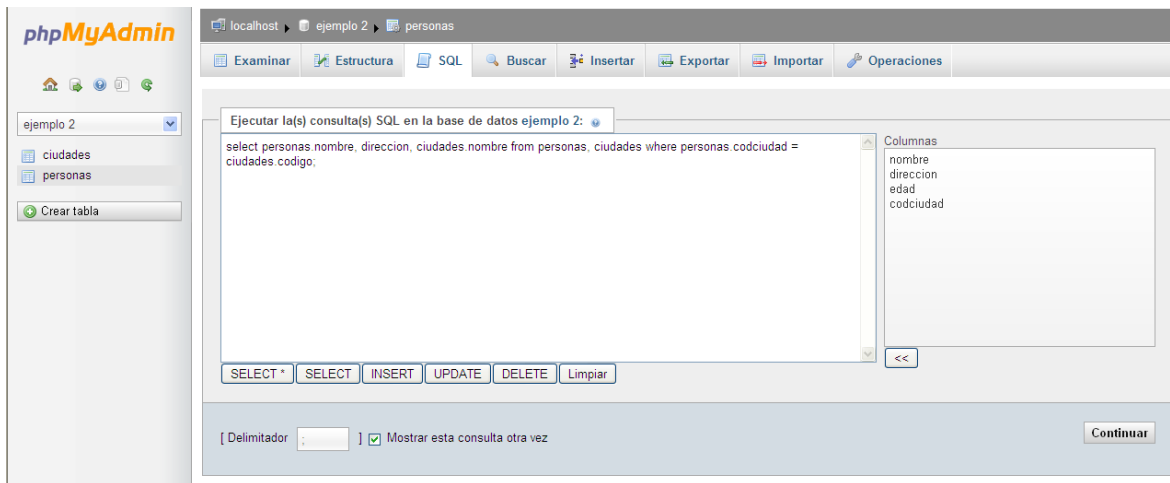 phpMyAdmin
localhost ejemplo 2 personas
Examinar Estructura SQL Buscar Insertar Exportar Importar Operaciones
ejemplo 2
ciudades
personas
Crear tabla
Ejecutar la(s) consulta(s) SQL en la base de datos ejemplo 2:
select personas.nombre, direccion, ciudades.nombre from personas, ciudades where personas.codciudad =
ciudades.codigo;
Columnas
nombre
direccion
edad
codciudad
<<
SELECT * SELECT INSERT UPDATE DELETE Limpiar
[ Delimitador ; ] Mostrar esta consulta otra vez
Continuar